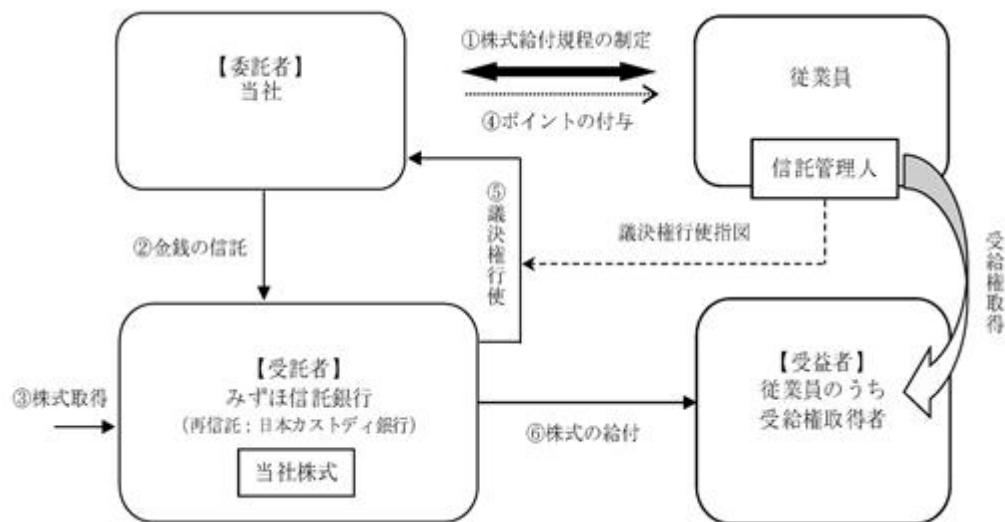 ①株式給付規程の制定
【委託者】
当社
従業員
④ポイントの付与
信託管理人
⑤議決権行使
②金銭の信託
議決権行使指図
受給権取得
【受託者】
みずほ信託銀行
(再信託：日本カストディ銀行)
当社株式
③株式取得
【受益者】
従業員のうち
受給権取得者
⑥株式の給付